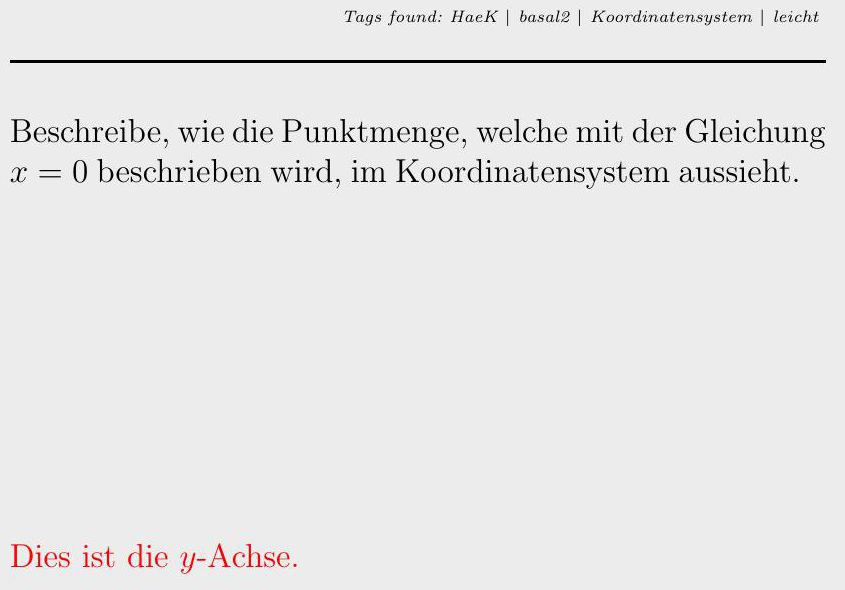 Tags found: HaeK | basal2 | Koordinatensystem | leicht
Beschreibe, wie die Punktmenge, welche mit der Gleichung
x = 0 beschrieben wird, im Koordinatensystem aussieht.
Dies ist die y-Achse.